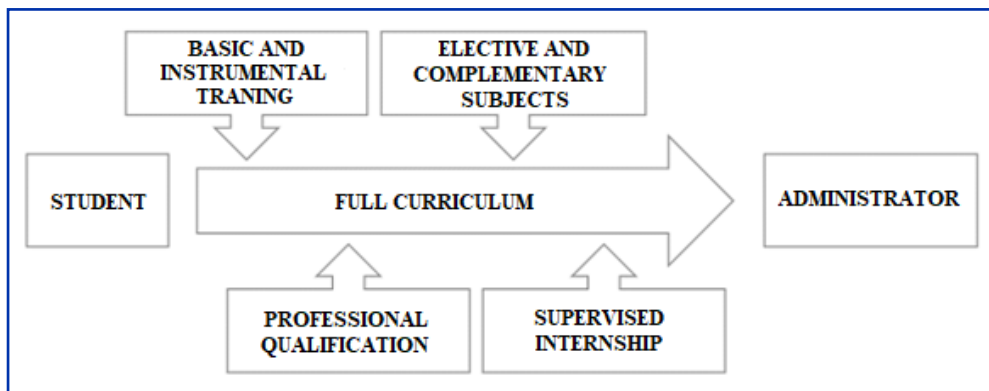 BASIC AND
INSTRUMENTAL
TRANING
ELECTIVE AND
COMPLEMENTARY
SUBJECTS
STUDENT
FULL CURRICULUM
ADMINISTRATOR
PROFESSIONAL
QUALIFICATION
SUPERVISED
INTERNSHIP